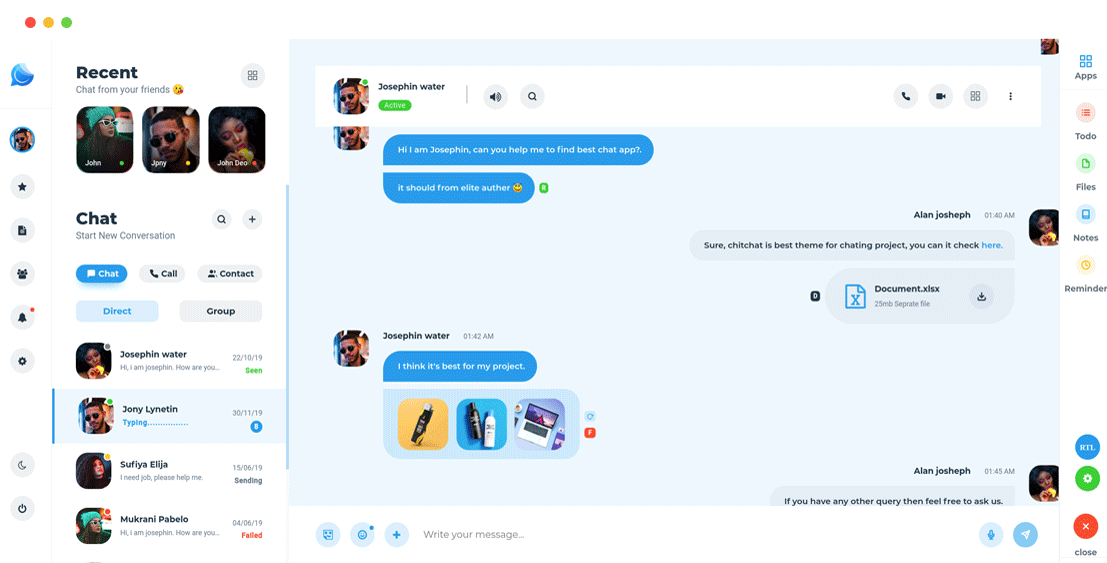 Recent
Chat from your friends 😘
John
Jpny
John Deo
Chat
Start New Conversation
Chat
Call
Contact
Direct
Group
Josephin water
22/10/19
Hi, i am josephin. How are you...
Seen
Jony Lynetin
30/11/19
Typing...............
8
Sufiya Elija
15/06/19
I need job, please help me.
Sending
Mukrani Pabelo
04/06/19
Hi, i am josephin. How are you...
Failed
Josephin water
Active
Hi I am Josephin, can you help me to find best chat app?.
it should from elite auther 😄
R
Alan josheph 01:40 AM
Sure, chitchat is best theme for chating project, you can it check here.
D
Document.xlsx
25mb Seprate file
Josephin water 01:42 AM
I think it's best for my project.
F
Alan josheph 01:45 AM
If you have any other query then feel free to ask us.
Write your message...
Apps
Todo
Files
Notes
Reminder
RTL
close